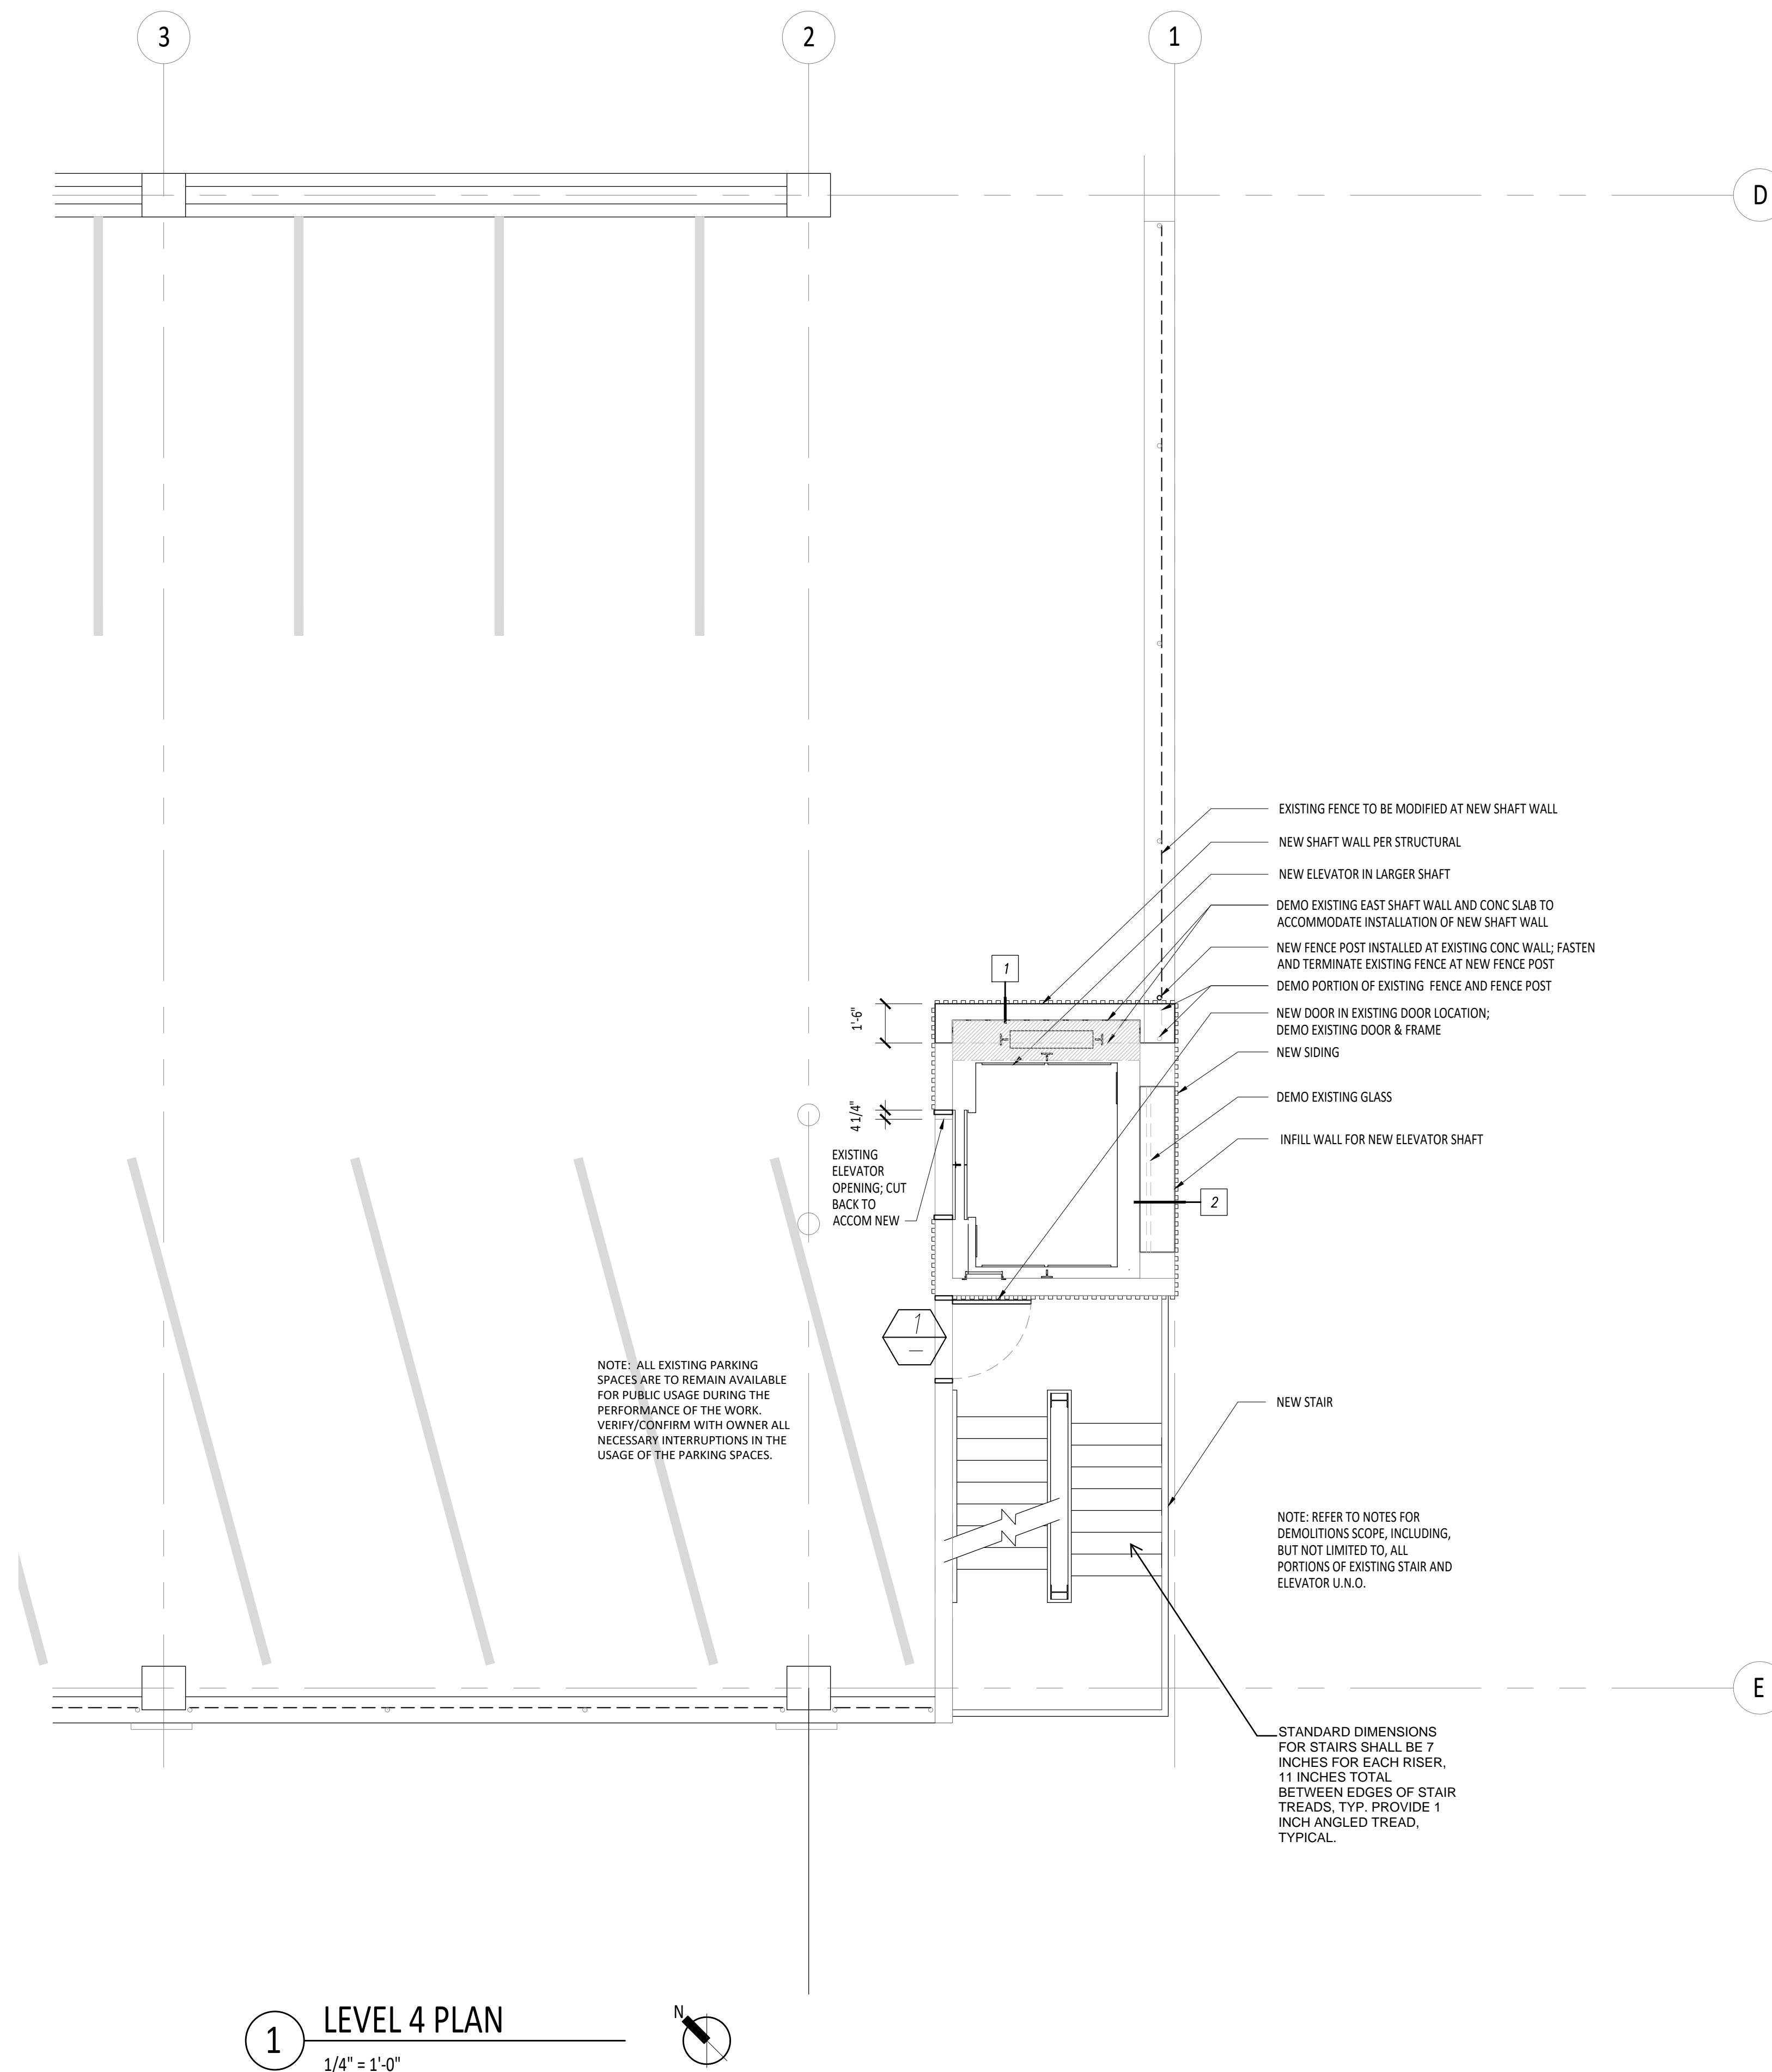 3
2
1
D
EXISTING FENCE TO BE MODIFIED AT NEW SHAFT WALL
NEW SHAFT WALL PER STRUCTURAL
NEW ELEVATOR IN LARGER SHAFT
DEMO EXISTING EAST SHAFT WALL AND CONC SLAB TO
ACCOMMODATE INSTALLATION OF NEW SHAFT WALL
NEW FENCE POST INSTALLED AT EXISTING CONC WALL; FASTEN
AND TERMINATE EXISTING FENCE AT NEW FENCE POST
DEMO PORTION OF EXISTING FENCE AND FENCE POST
NEW DOOR IN EXISTING DOOR LOCATION;
DEMO EXISTING DOOR & FRAME
NEW SIDING
DEMO EXISTING GLASS
INFILL WALL FOR NEW ELEVATOR SHAFT
1
1'-6"
4 1/4"
EXISTING
ELEVATOR
OPENING; CUT
BACK TO
ACCOM NEW
2
1
—
NOTE: ALL EXISTING PARKING
SPACES ARE TO REMAIN AVAILABLE
FOR PUBLIC USAGE DURING THE
PERFORMANCE OF THE WORK.
VERIFY/CONFIRM WITH OWNER ALL
NECESSARY INTERRUPTIONS IN THE
USAGE OF THE PARKING SPACES.
NEW STAIR
NOTE: REFER TO NOTES FOR
DEMOLITIONS SCOPE, INCLUDING,
BUT NOT LIMITED TO, ALL
PORTIONS OF EXISTING STAIR AND
ELEVATOR U.N.O.
E
STANDARD DIMENSIONS
FOR STAIRS SHALL BE 7
INCHES FOR EACH RISER,
11 INCHES TOTAL
BETWEEN EDGES OF STAIR
TREADS, TYP. PROVIDE 1
INCH ANGLED TREAD,
TYPICAL.
1
LEVEL 4 PLAN
1/4" = 1'-0"
N